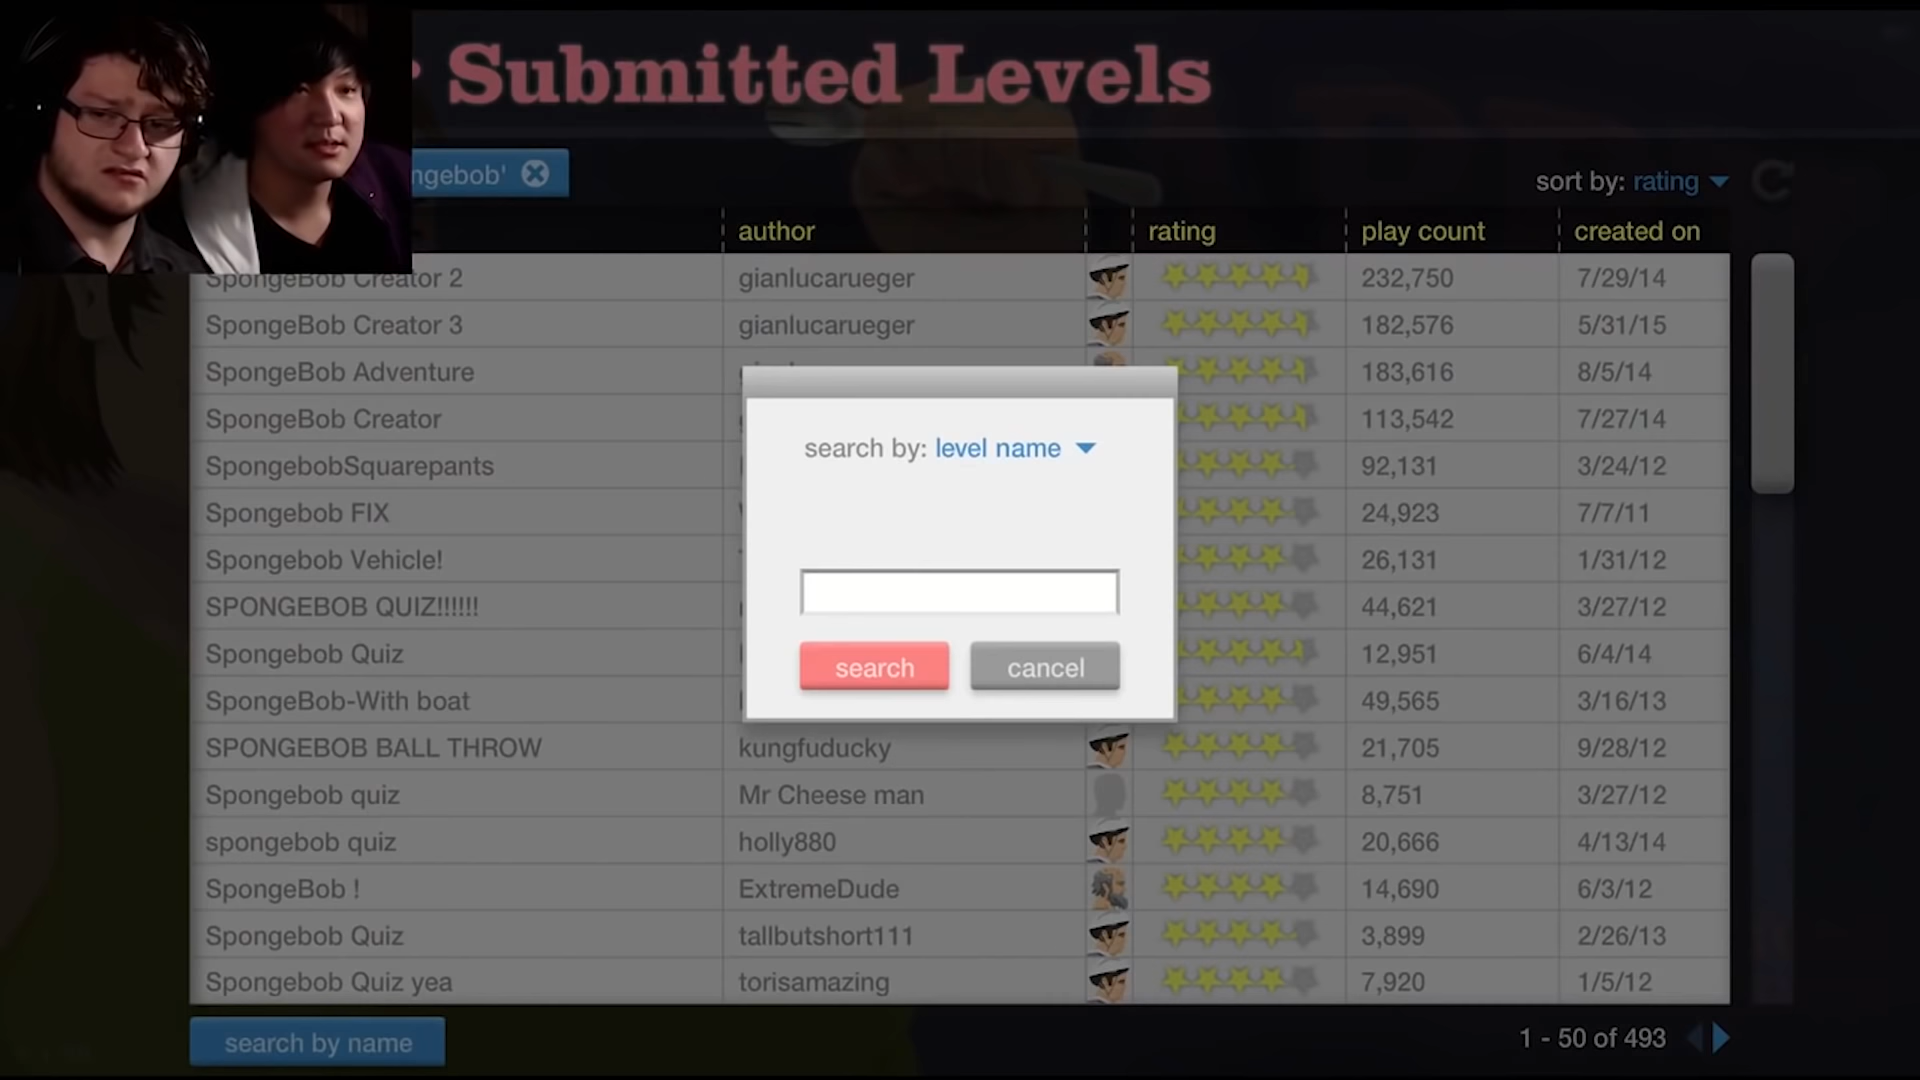 Submitted Levels
ngebob'
sort by: rating
author rating play count created on
SpongeBob Creator 2 gianlucarueger 232,750 7/29/14
SpongeBob Creator 3 gianlucarueger 182,576 5/31/15
SpongeBob Adventure 183,616 8/5/14
SpongeBob Creator 113,542 7/27/14
SpongebobSquarepants 92,131 3/24/12
Spongebob FIX 24,923 7/7/11
Spongebob Vehicle! 26,131 1/31/12
SPONGEBOB QUIZ!!!!!! 44,621 3/27/12
Spongebob Quiz 12,951 6/4/14
SpongeBob-With boat 49,565 3/16/13
SPONGEBOB BALL THROW kungfuducky 21,705 9/28/12
Spongebob quiz Mr Cheese man 8,751 3/27/12
spongebob quiz holly880 20,666 4/13/14
SpongeBob ! ExtremeDude 14,690 6/3/12
Spongebob Quiz tallbutshort111 3,899 2/26/13
Spongebob Quiz yea torisamazing 7,920 1/5/12
search by: level name
search cancel
search by name
1 - 50 of 493